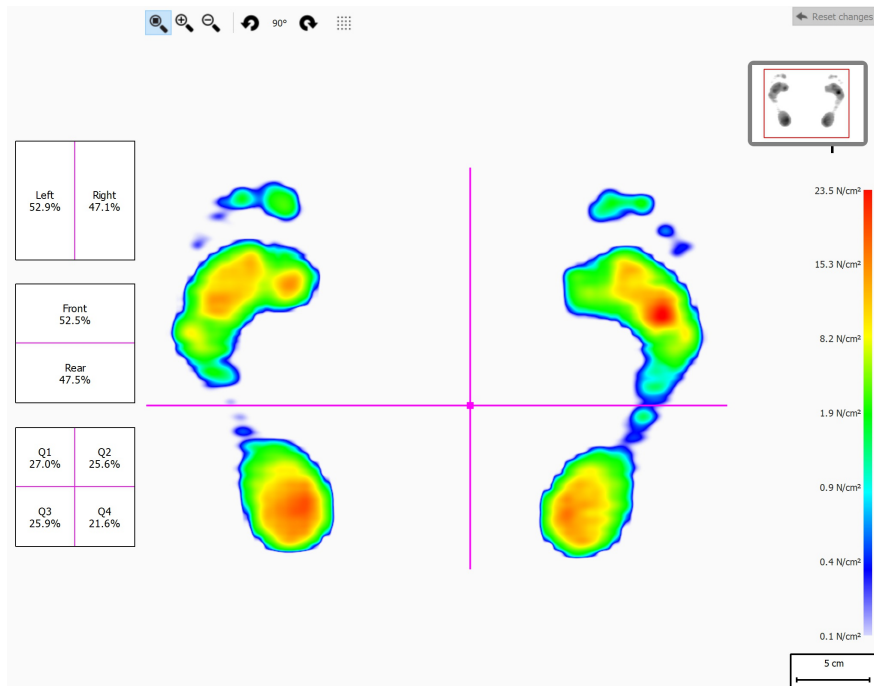 90°
Reset changes
Left
52.9%
Right
47.1%
Front
52.5%
Rear
47.5%
Q1
27.0%
Q2
25.6%
Q3
25.9%
Q4
21.6%
23.5 N/cm²
15.3 N/cm²
8.2 N/cm²
1.9 N/cm²
0.9 N/cm²
0.4 N/cm²
0.1 N/cm²
5 cm